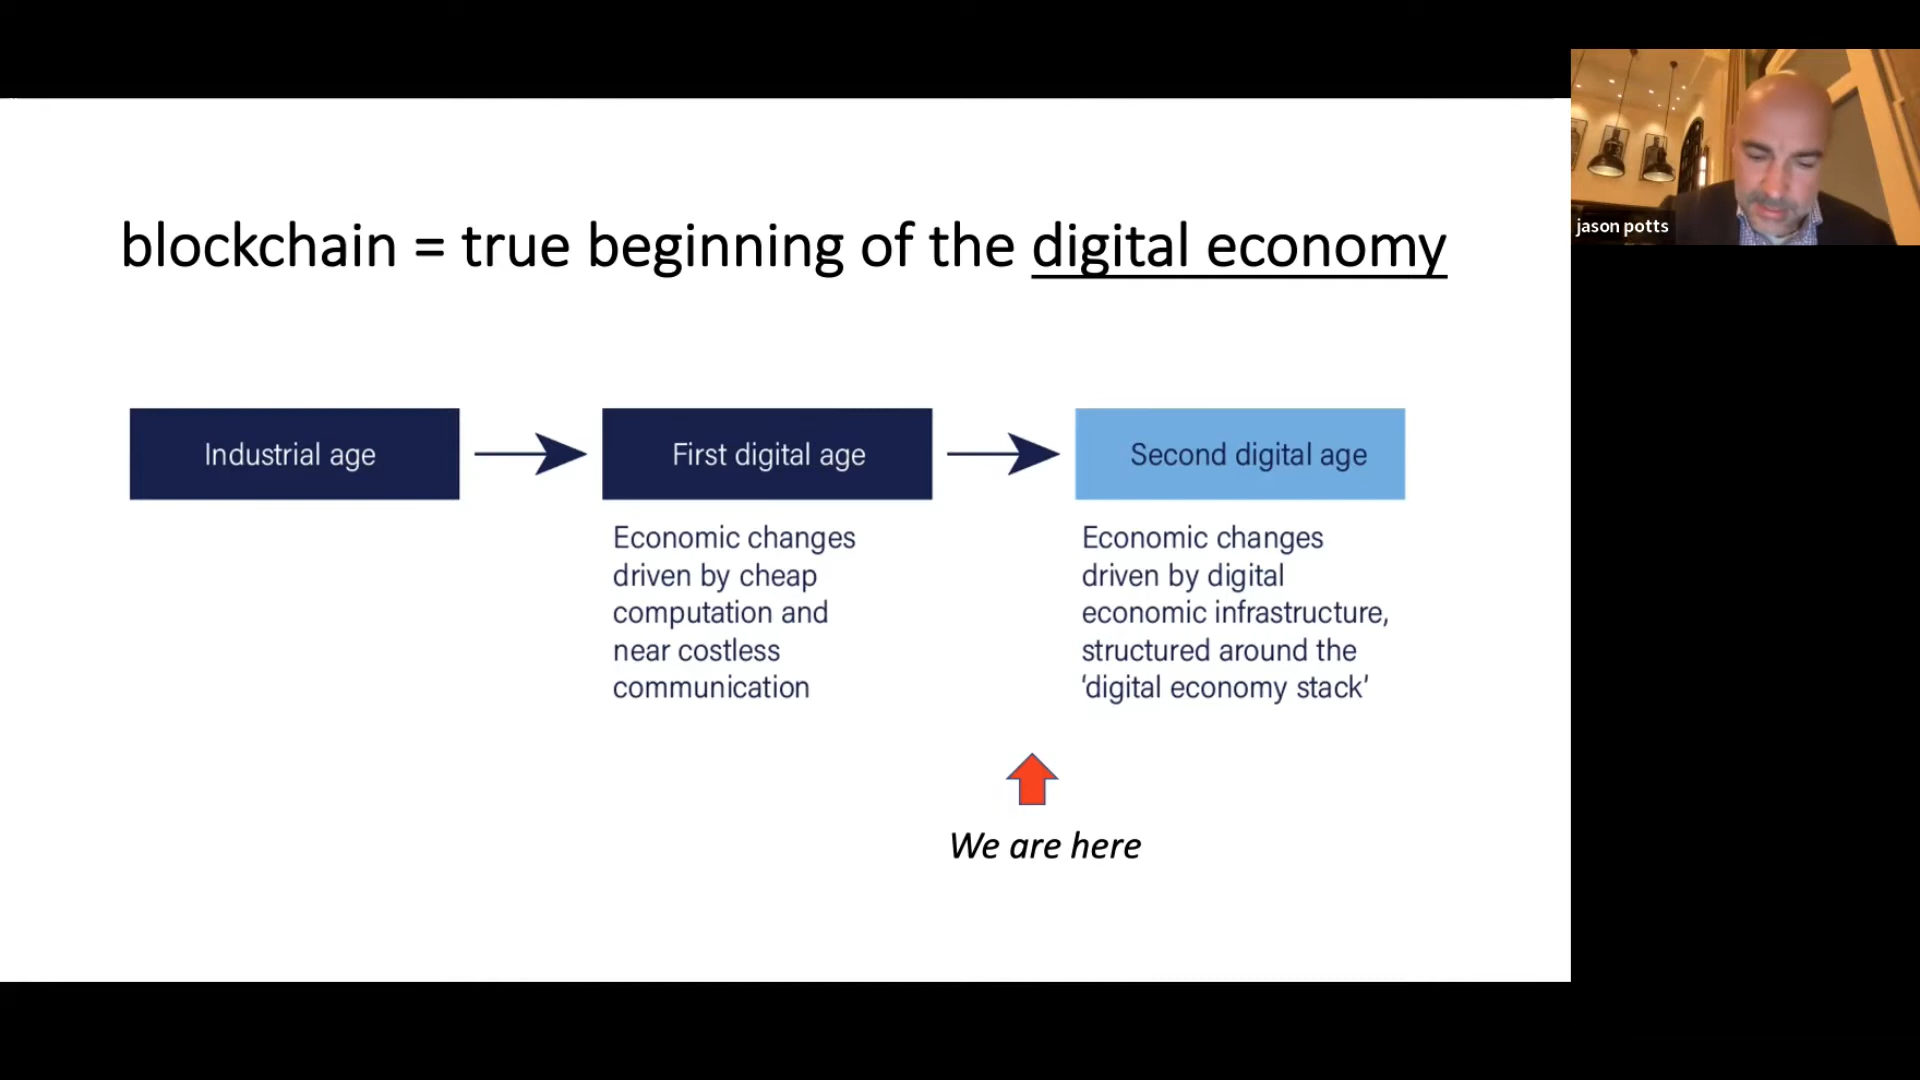 blockchain = true beginning of the digital economy
jason potts
Industrial age
First digital age
Second digital age
Economic changes
driven by cheap
computation and
near costless
communication
Economic changes
driven by digital
economic infrastructure,
structured around the
‘digital economy stack’
We are here